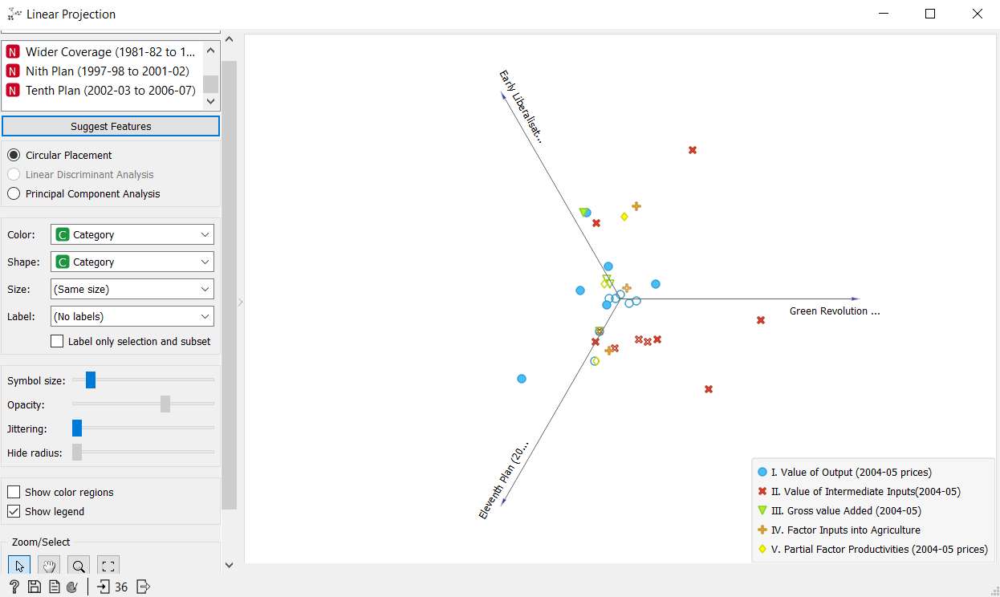 Linear Projection
N Wider Coverage (1981-82 to 1...
N Nith Plan (1997-98 to 2001-02)
N Tenth Plan (2002-03 to 2006-07)
Suggest Features
Circular Placement
Linear Discriminant Analysis
Principal Component Analysis
Color: C Category
Shape: C Category
Size: (Same size)
Label: (No labels)
Label only selection and subset
Symbol size:
Opacity:
Jittering:
Hide radius:
Show color regions
Show legend
Zoom/Select
? 36
Early Liberalisat...
Green Revolution ...
Eleventh Plan (20...
I. Value of Output (2004-05 prices)
II. Value of Intermediate Inputs(2004-05)
III. Gross value Added (2004-05)
IV. Factor Inputs into Agriculture
V. Partial Factor Productivities (2004-05 prices)